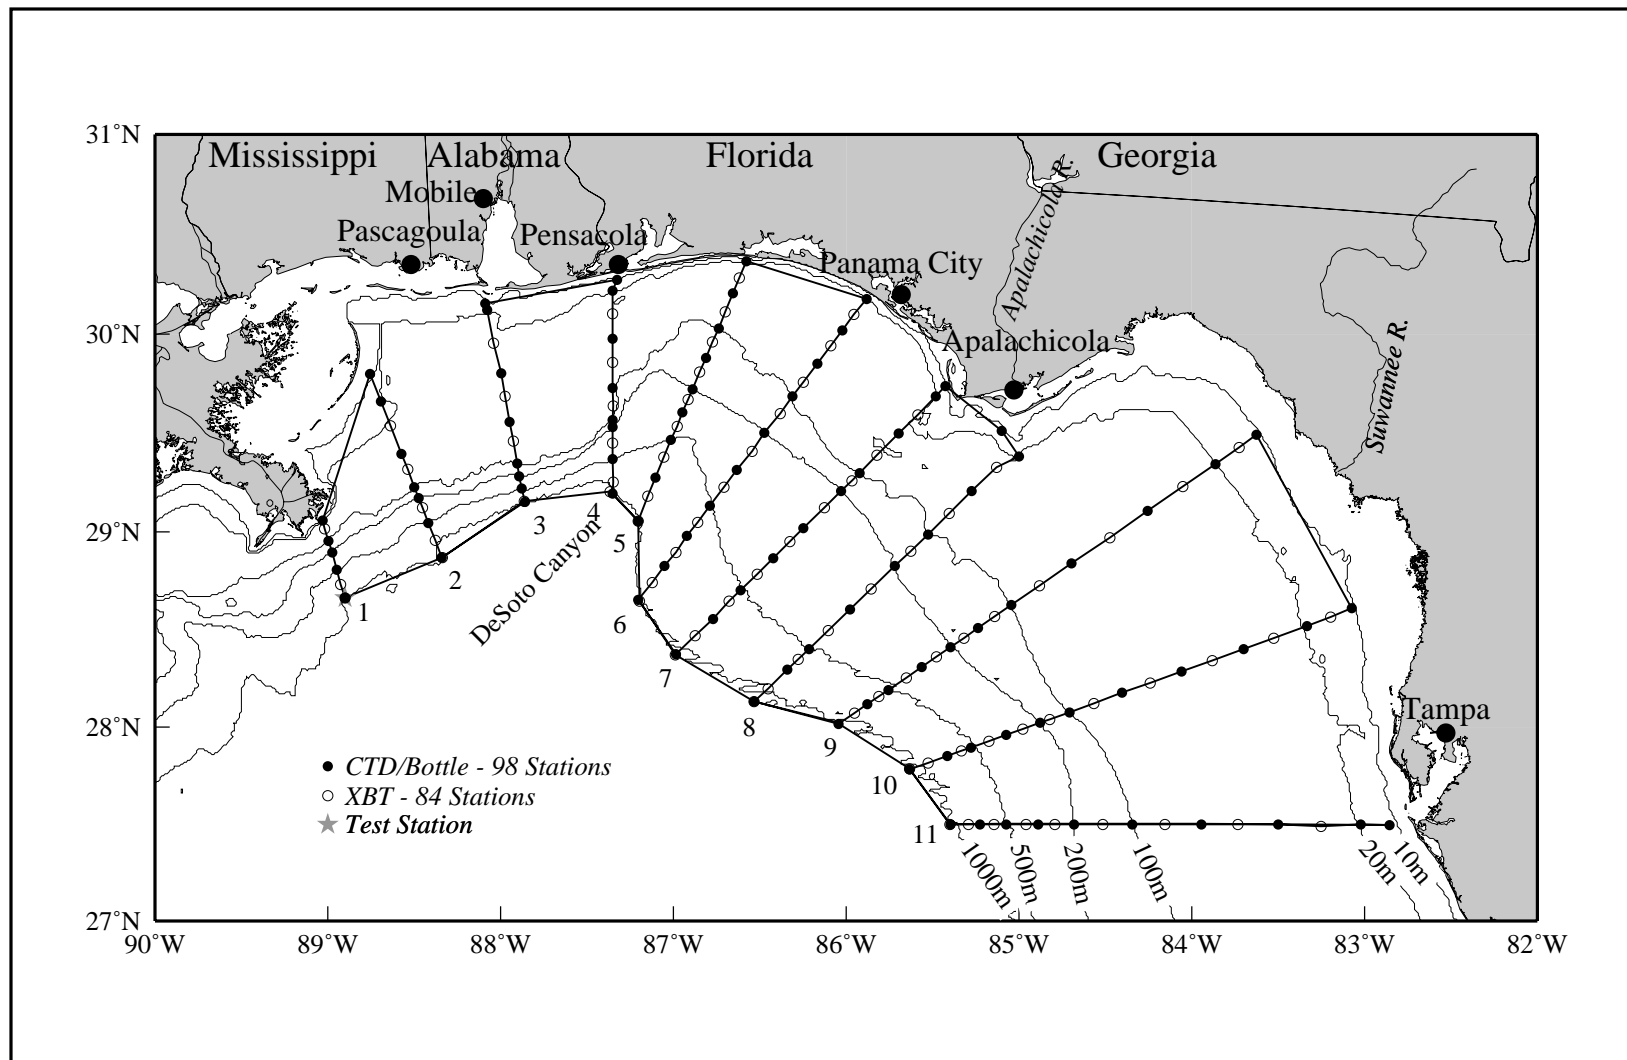 31°N
Mississippi
Alabama
Florida
Georgia
Mobile
Apalachicola R.
Pascagoula
Pensacola
Panama City
30°N
Apalachicola
Suwannee R.
29°N
3
4
5
DeSoto Canyon
2
1
6
7
28°N
8
9
Tampa
10
CTD/Bottle - 98 Stations
XBT - 84 Stations
Test Station
11
1000m
500m
200m
100m
20m
10m
27°N
90°W
89°W
88°W
87°W
86°W
85°W
84°W
83°W
82°W